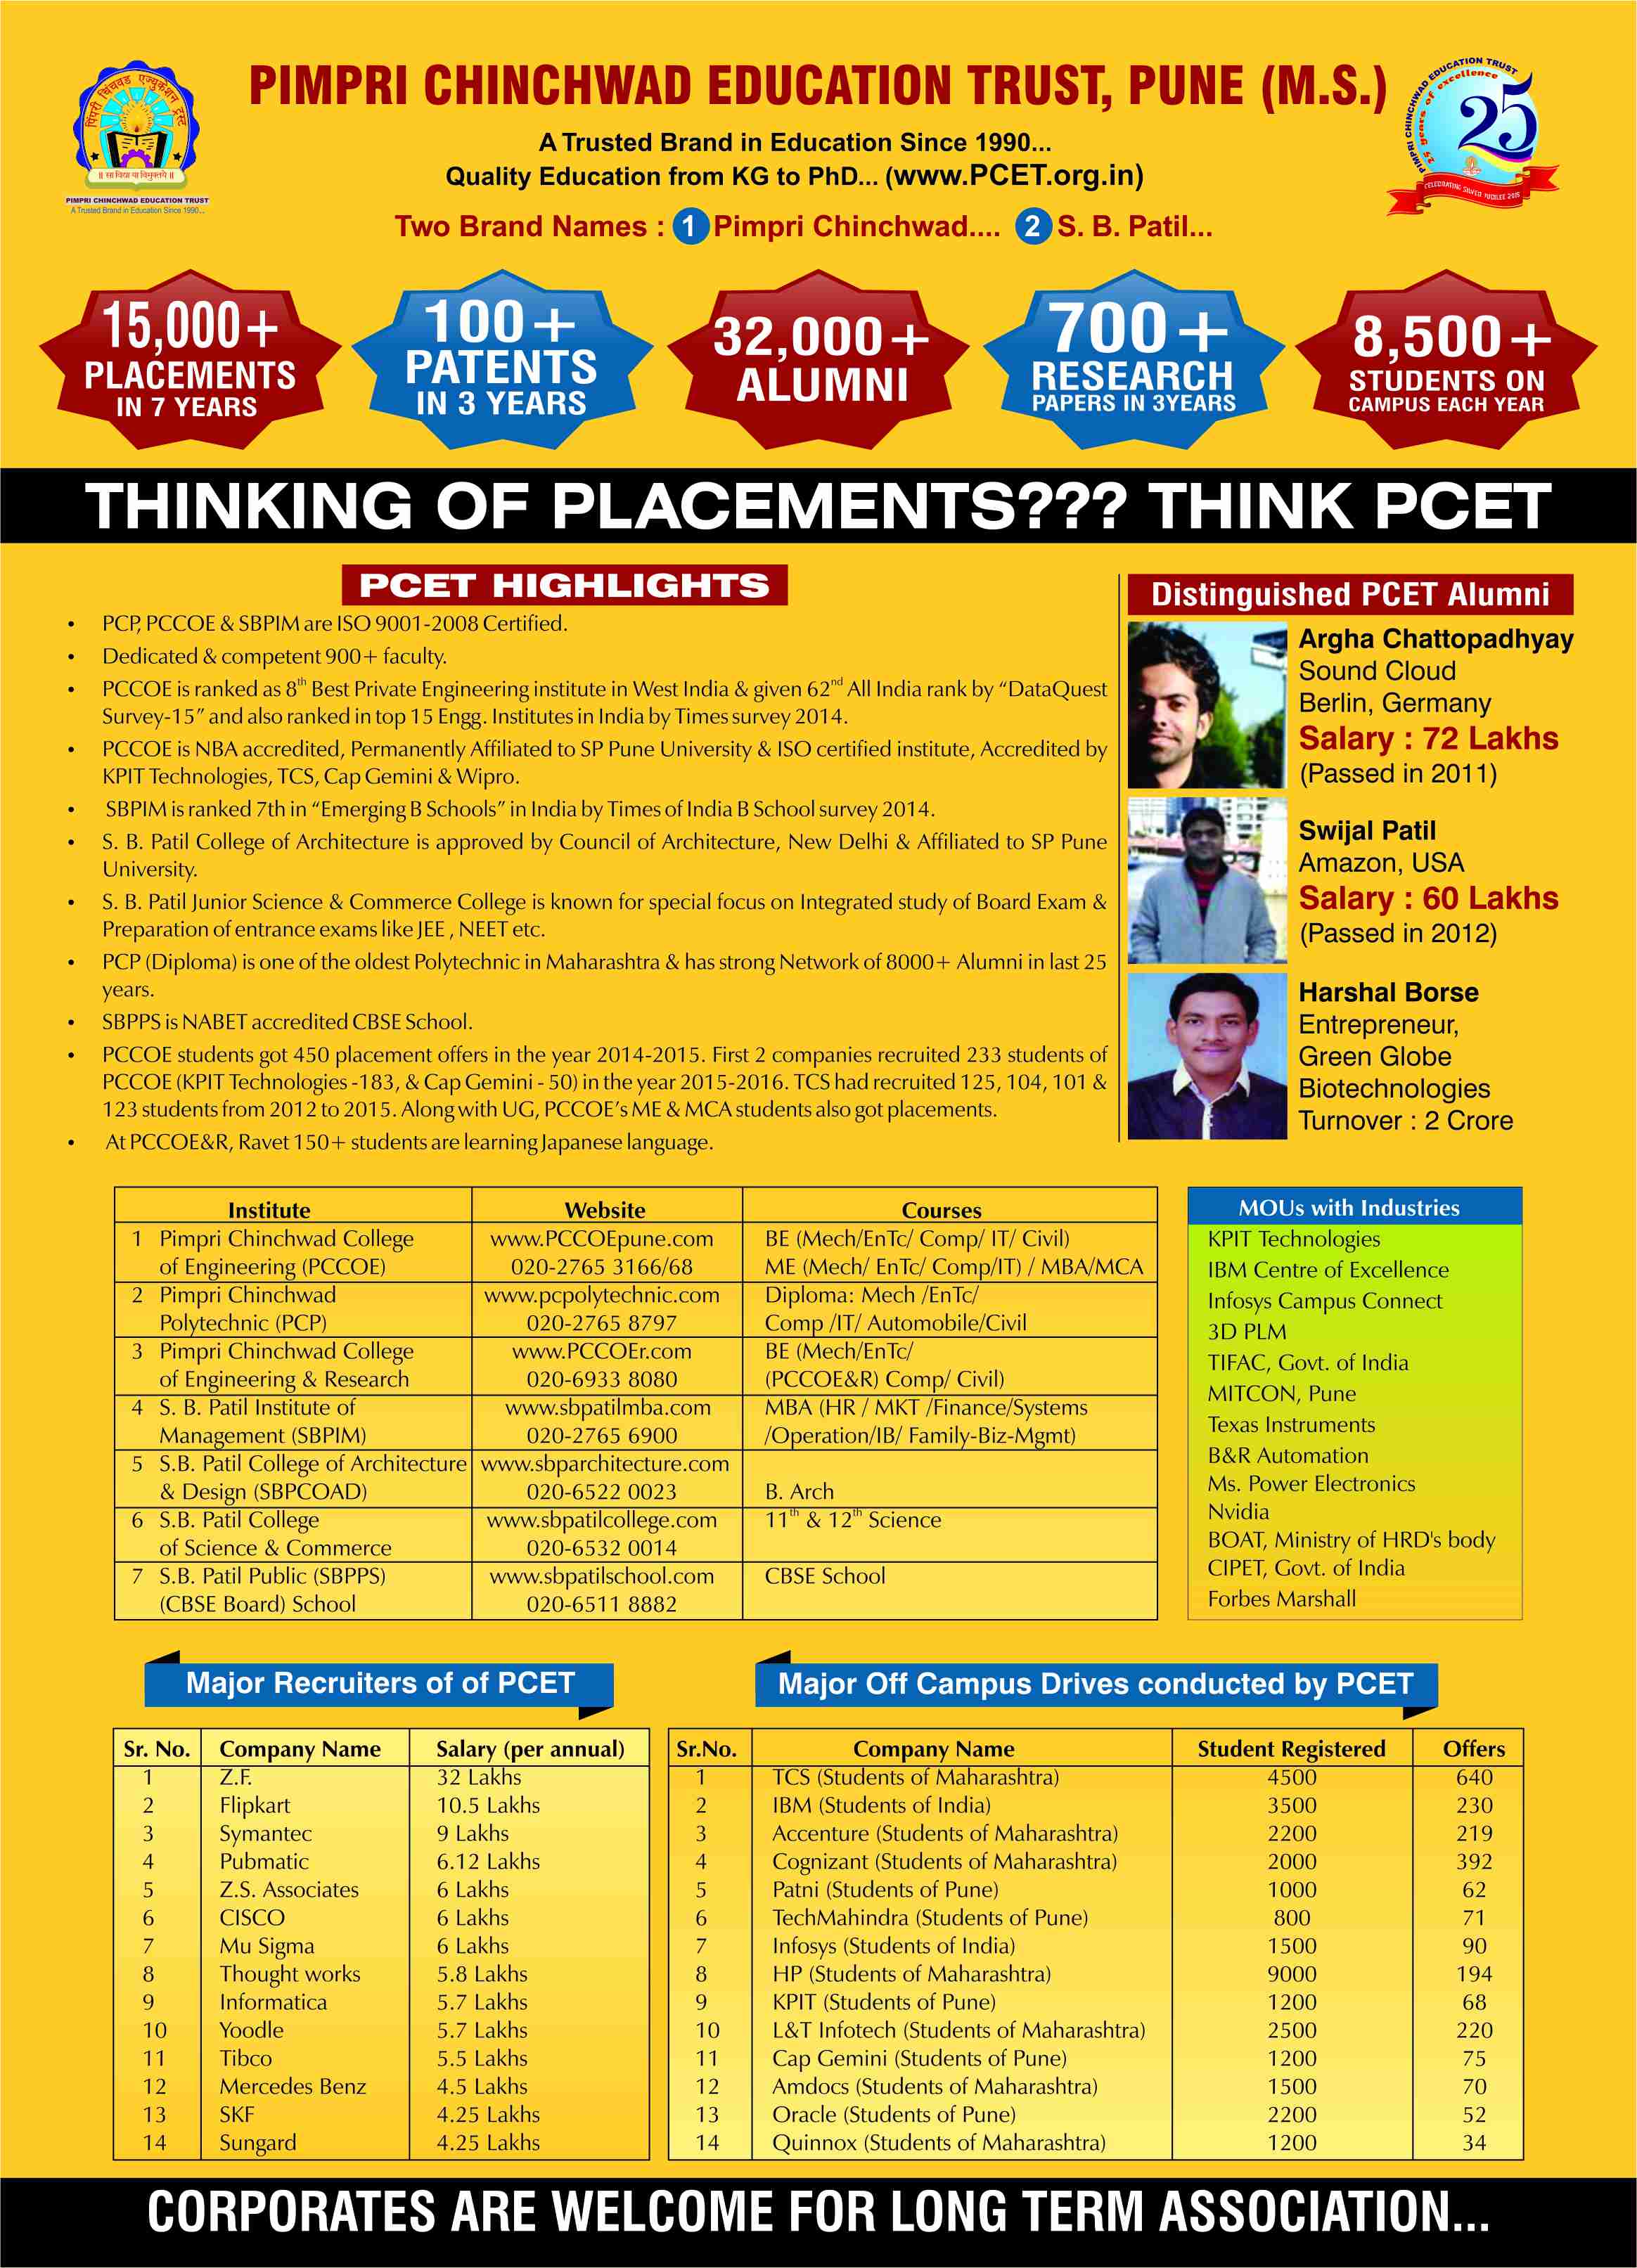 पिंपरी चिंचवड एज्युकेशन ट्रस्ट
॥ सा विद्या या विमुक्तये ॥
PIMPRI CHINCHWAD EDUCATION TRUST
A Trusted Brand in Education Since 1990...
PIMPRI CHINCHWAD EDUCATION TRUST, PUNE (M.S.)
A Trusted Brand in Education Since 1990...
Quality Education from KG to PhD... (www.PCET.org.in)
Two Brand Names : 1 Pimpri Chinchwad.... 2 S. B. Patil...
PIMPRI CHINCHWAD EDUCATION TRUST
25 years of excellence
25
CELEBRATING SILVER JUBILEE 2015
15,000+
PLACEMENTS
IN 7 YEARS
100+
PATENTS
IN 3 YEARS
32,000+
ALUMNI
700+
RESEARCH
PAPERS IN 3YEARS
8,500+
STUDENTS ON
CAMPUS EACH YEAR
THINKING OF PLACEMENTS??? THINK PCET
PCET HIGHLIGHTS
• PCP, PCCOE & SBPIM are ISO 9001-2008 Certified.
• Dedicated & competent 900+ faculty.
• PCCOE is ranked as 8th Best Private Engineering institute in West India & given 62nd All India rank by “DataQuest
Survey-15” and also ranked in top 15 Engg. Institutes in India by Times survey 2014.
• PCCOE is NBA accredited, Permanently Affiliated to SP Pune University & ISO certified institute, Accredited by
KPIT Technologies, TCS, Cap Gemini & Wipro.
• SBPIM is ranked 7th in “Emerging B Schools” in India by Times of India B School survey 2014.
• S. B. Patil College of Architecture is approved by Council of Architecture, New Delhi & Affiliated to SP Pune
University.
• S. B. Patil Junior Science & Commerce College is known for special focus on Integrated study of Board Exam &
Preparation of entrance exams like JEE , NEET etc.
• PCP (Diploma) is one of the oldest Polytechnic in Maharashtra & has strong Network of 8000+ Alumni in last 25
years.
• SBPPS is NABET accredited CBSE School.
• PCCOE students got 450 placement offers in the year 2014-2015. First 2 companies recruited 233 students of
PCCOE (KPIT Technologies -183, & Cap Gemini - 50) in the year 2015-2016. TCS had recruited 125, 104, 101 &
123 students from 2012 to 2015. Along with UG, PCCOE’s ME & MCA students also got placements.
• At PCCOE&R, Ravet 150+ students are learning Japanese language.
Distinguished PCET Alumni
Argha Chattopadhyay
Sound Cloud
Berlin, Germany
Salary : 72 Lakhs
(Passed in 2011)
Swijal Patil
Amazon, USA
Salary : 60 Lakhs
(Passed in 2012)
Harshal Borse
Entrepreneur,
Green Globe
Biotechnologies
Turnover : 2 Crore
Institute Website Courses
1 Pimpri Chinchwad College www.PCCOEpune.com BE (Mech/EnTc/ Comp/ IT/ Civil)
of Engineering (PCCOE) 020-2765 3166/68 ME (Mech/ EnTc/ Comp/IT) / MBA/MCA
2 Pimpri Chinchwad www.pcpolytechnic.com Diploma: Mech /EnTc/
Polytechnic (PCP) 020-2765 8797 Comp /IT/ Automobile/Civil
3 Pimpri Chinchwad College www.PCCOEr.com BE (Mech/EnTc/
of Engineering & Research 020-6933 8080 (PCCOE&R) Comp/ Civil)
4 S. B. Patil Institute of www.sbpatilmba.com MBA (HR / MKT /Finance/Systems
Management (SBPIM) 020-2765 6900 /Operation/IB/ Family-Biz-Mgmt)
5 S.B. Patil College of Architecture www.sbparchitecture.com
& Design (SBPCOAD) 020-6522 0023 B. Arch
6 S.B. Patil College www.sbpatilcollege.com 11th & 12th Science
of Science & Commerce 020-6532 0014
7 S.B. Patil Public (SBPPS) www.sbpatilschool.com CBSE School
(CBSE Board) School 020-6511 8882
MOUs with Industries
KPIT Technologies
IBM Centre of Excellence
Infosys Campus Connect
3D PLM
TIFAC, Govt. of India
MITCON, Pune
Texas Instruments
B&R Automation
Ms. Power Electronics
Nvidia
BOAT, Ministry of HRD's body
CIPET, Govt. of India
Forbes Marshall
Major Recruiters of of PCET
Sr. No. Company Name Salary (per annual)
1 Z.F. 32 Lakhs
2 Flipkart 10.5 Lakhs
3 Symantec 9 Lakhs
4 Pubmatic 6.12 Lakhs
5 Z.S. Associates 6 Lakhs
6 CISCO 6 Lakhs
7 Mu Sigma 6 Lakhs
8 Thought works 5.8 Lakhs
9 Informatica 5.7 Lakhs
10 Yoodle 5.7 Lakhs
11 Tibco 5.5 Lakhs
12 Mercedes Benz 4.5 Lakhs
13 SKF 4.25 Lakhs
14 Sungard 4.25 Lakhs
Major Off Campus Drives conducted by PCET
Sr.No. Company Name Student Registered Offers
1 TCS (Students of Maharashtra) 4500 640
2 IBM (Students of India) 3500 230
3 Accenture (Students of Maharashtra) 2200 219
4 Cognizant (Students of Maharashtra) 2000 392
5 Patni (Students of Pune) 1000 62
6 TechMahindra (Students of Pune) 800 71
7 Infosys (Students of India) 1500 90
8 HP (Students of Maharashtra) 9000 194
9 KPIT (Students of Pune) 1200 68
10 L&T Infotech (Students of Maharashtra) 2500 220
11 Cap Gemini (Students of Pune) 1200 75
12 Amdocs (Students of Maharashtra) 1500 70
13 Oracle (Students of Pune) 2200 52
14 Quinnox (Students of Maharashtra) 1200 34
CORPORATES ARE WELCOME FOR LONG TERM ASSOCIATION...